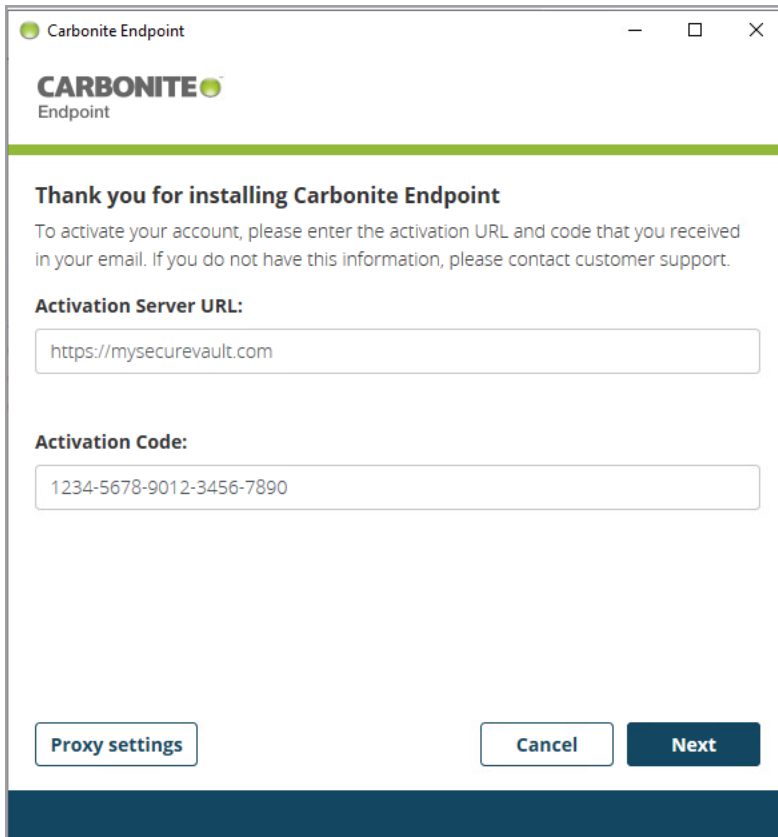 Carbonite Endpoint
CARBONITE
Endpoint
Thank you for installing Carbonite Endpoint
To activate your account, please enter the activation URL and code that you received
in your email. If you do not have this information, please contact customer support.
Activation Server URL:
https://mysecurevault.com
Activation Code:
1234-5678-9012-3456-7890
Proxy settings
Cancel
Next